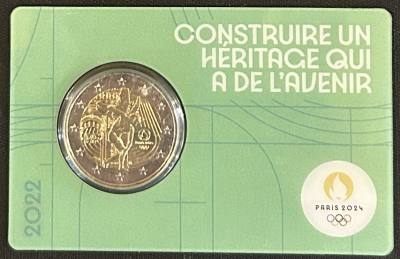 CONSTRUIRE UN
HÉRITAGE QUI
A DE L'AVENIR
2022
PARIS 2024